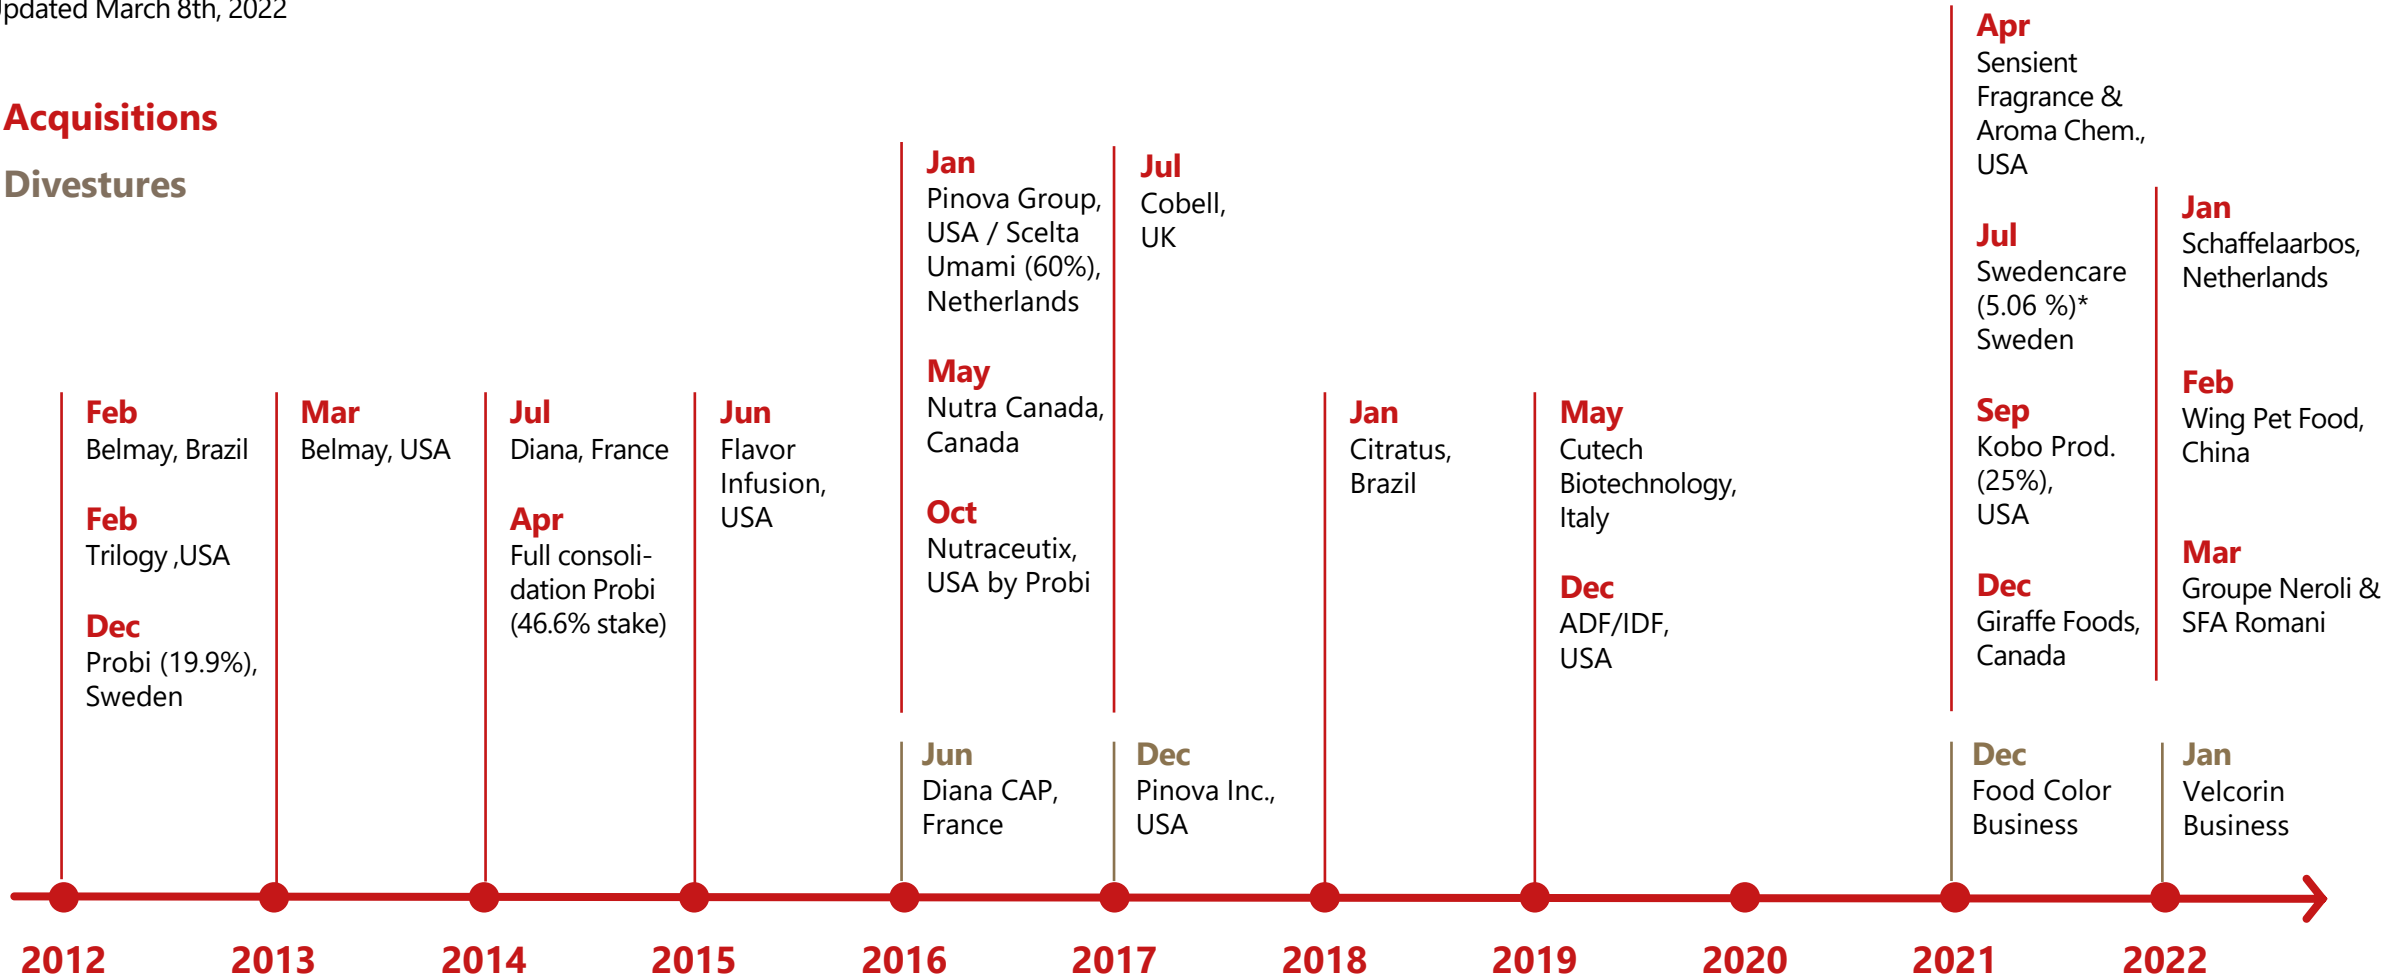 Updated March 8th, 2022
Acquisitions
Divestures
Feb
Belmay, Brazil
Feb
Trilogy ,USA
Dec
Probi (19.9%),
Sweden
Mar
Belmay, USA
Jul
Diana, France
Apr
Full consoli-
dation Probi
(46.6% stake)
Jun
Flavor
Infusion,
USA
Jan
Pinova Group,
USA / Scelta
Umami (60%),
Netherlands
May
Nutra Canada,
Canada
Oct
Nutraceutix,
USA by Probi
Jun
Diana CAP,
France
Jul
Cobell,
UK
Dec
Pinova Inc.,
USA
Jan
Citratus,
Brazil
May
Cutech
Biotechnology,
Italy
Dec
ADF/IDF,
USA
Apr
Sensient
Fragrance &
Aroma Chem.,
USA
Jul
Swedencare
(5.06 %)*
Sweden
Sep
Kobo Prod.
(25%),
USA
Dec
Giraffe Foods,
Canada
Dec
Food Color
Business
Jan
Schaffelaarbos,
Netherlands
Feb
Wing Pet Food,
China
Mar
Groupe Neroli &
SFA Romani
Jan
Velcorin
Business
2012
2013
2014
2015
2016
2017
2018
2019
2020
2021
2022